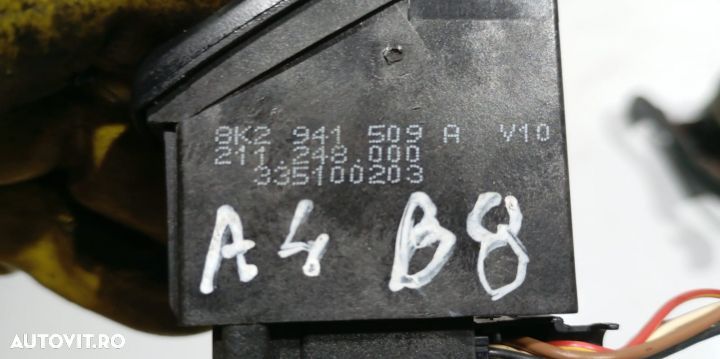 8K2 941 509 A V10
211.248.000
335100203
A4 B8
AUTOVIT.RO